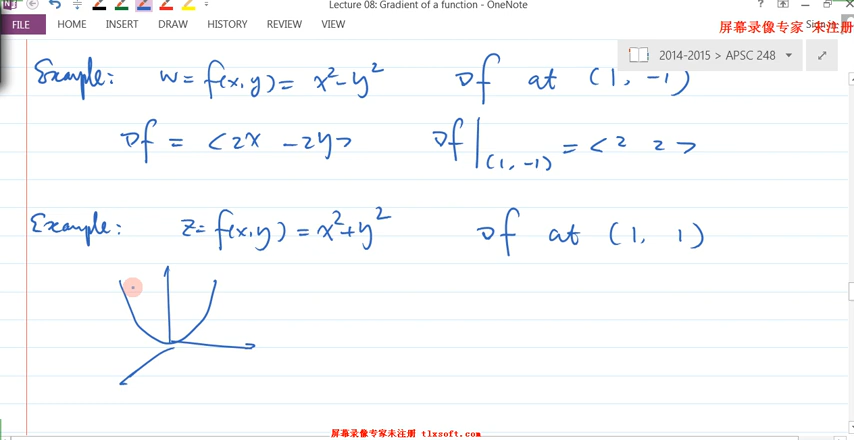 Lecture 08: Gradient of a function - OneNote
FILE HOME INSERT DRAW HISTORY REVIEW VIEW
屏幕录像专家 未注册
2014-2015 > APSC 248
Example: w = f(x, y) = x² - y² ∇f at (1, -1)
∇f = <2x -2y> ∇f|(1, -1) = <2 2>
Example: z = f(x, y) = x² + y² ∇f at (1, 1)
屏幕录像专家未注册 tlxsoft.com